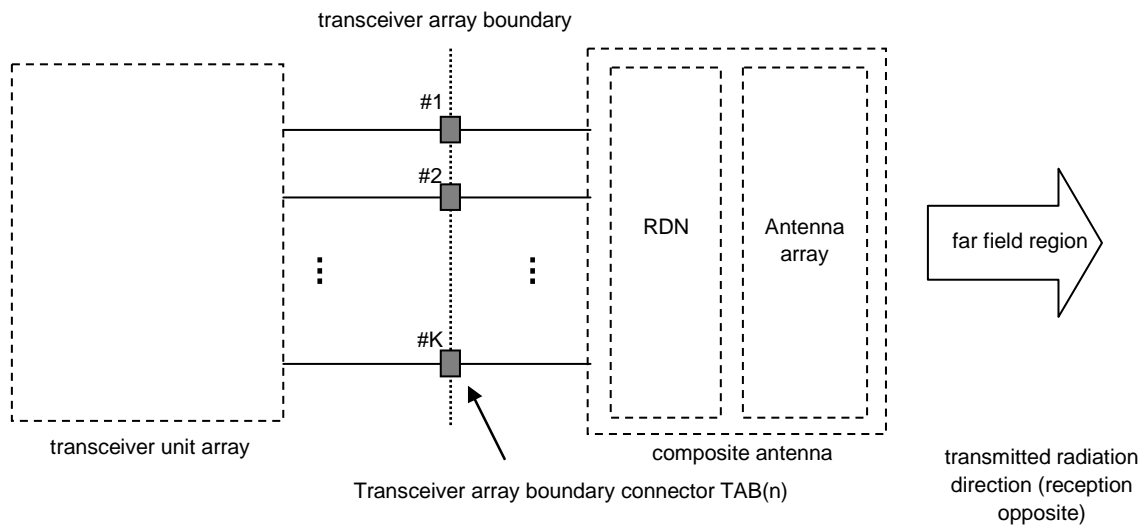 transceiver array boundary
#1
#2
#K
RDN
Antenna
array
far field region
transceiver unit array
composite antenna
Transceiver array boundary connector TAB(n)
transmitted radiation
direction (reception
opposite)